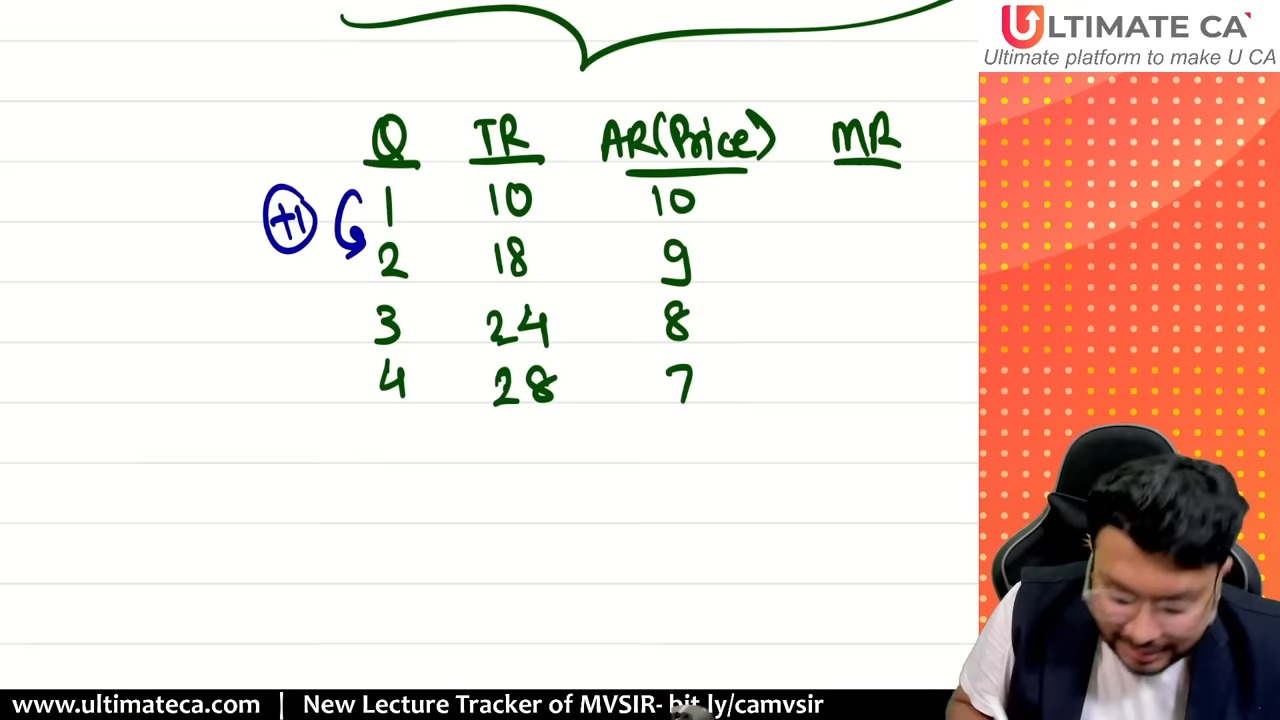 ULTIMATE CA
Ultimate platform to make U CA
Q TR AR(Price) MR
+1
1 10 10
2 18 9
3 24 8
4 28 7
www.ultimateca.com | New Lecture Tracker of MVSIR- bit.ly/camvsir